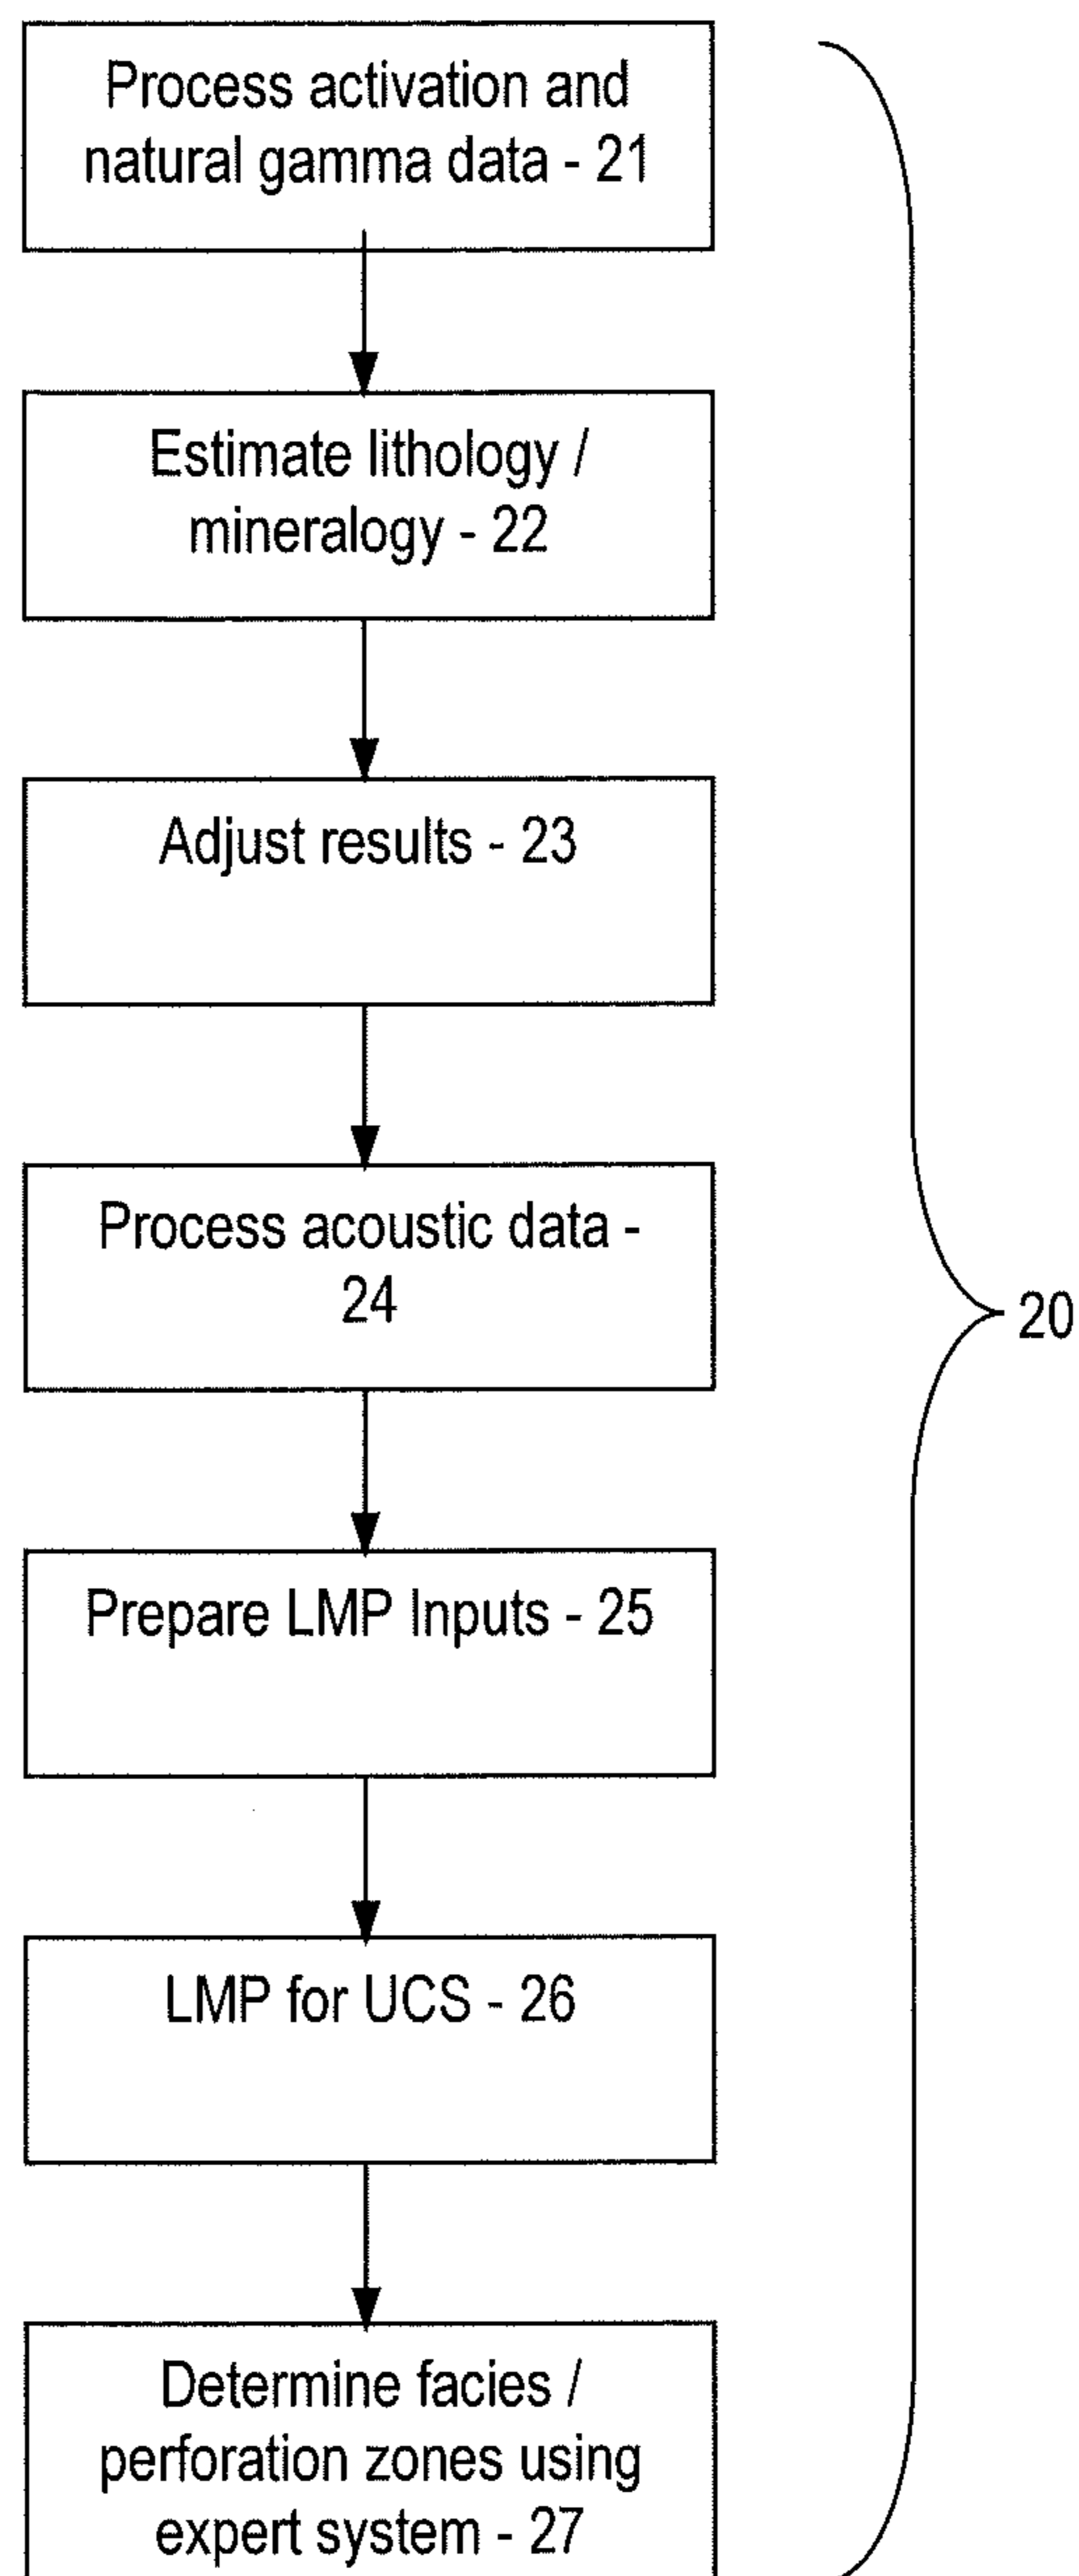 Process activation and
natural gamma data - 21
Estimate lithology /
mineralogy - 22
Adjust results - 23
Process acoustic data -
24
20
Prepare LMP Inputs - 25
LMP for UCS - 26
Determine facies /
perforation zones using
expert system - 27